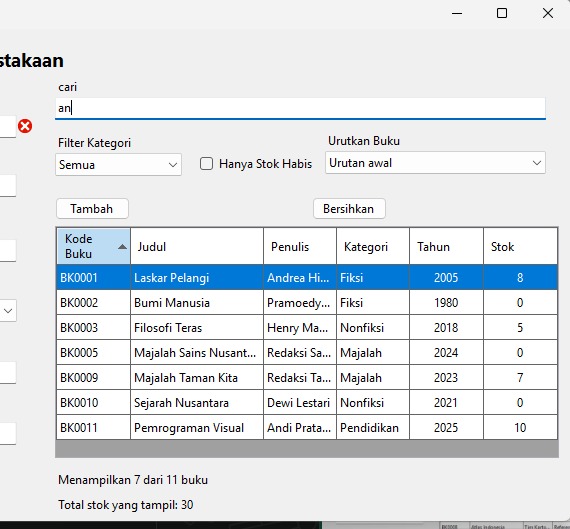 stakaan
cari
an
Filter Kategori
Urutkan Buku
Semua
Hanya Stok Habis
Urutan awal
Tambah
Bersihkan
Kode Buku Judul Penulis Kategori Tahun Stok
BK0001 Laskar Pelangi Andrea Hi... Fiksi 2005 8
BK0002 Bumi Manusia Pramoedy... Fiksi 1980 0
BK0003 Filosofi Teras Henry Ma... Nonfiksi 2018 5
BK0005 Majalah Sains Nusant... Redaksi Sa... Majalah 2024 0
BK0009 Majalah Taman Kita Redaksi Ta... Majalah 2023 7
BK0010 Sejarah Nusantara Dewi Lestari Nonfiksi 2021 0
BK0011 Pemrograman Visual Andi Prata... Pendidikan 2025 10
Menampilkan 7 dari 11 buku
Total stok yang tampil: 30